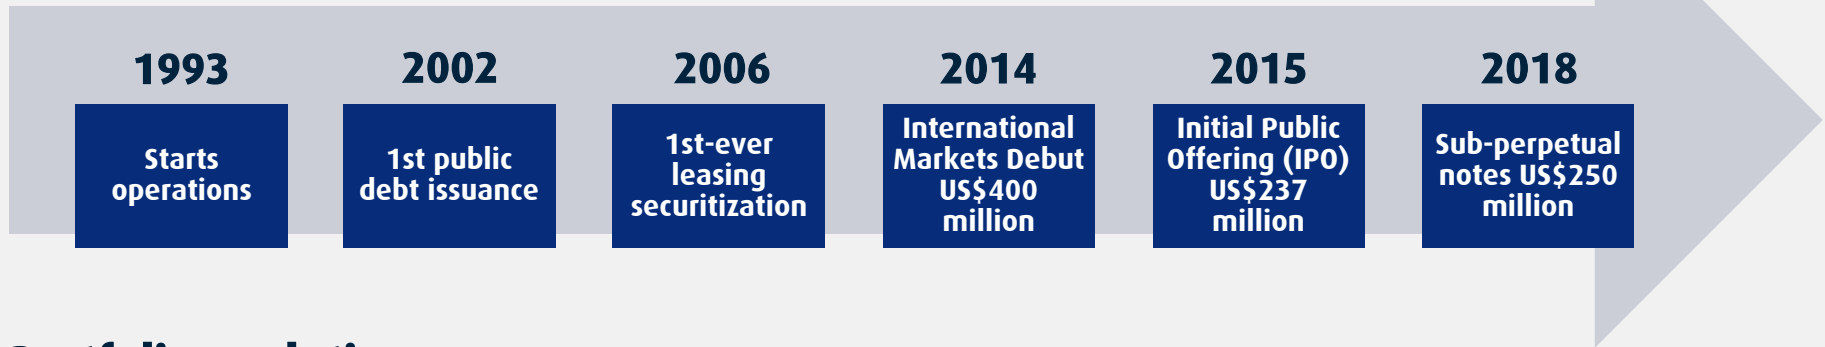 1993
2002
2006
2014
2015
2018
Starts
operations
1st public
debt issuance
1st-ever
leasing
securitization
International
Markets Debut
US$400
million
Initial Public
Offering (IPO)
US$237
million
Sub-perpetual
notes US$250
million